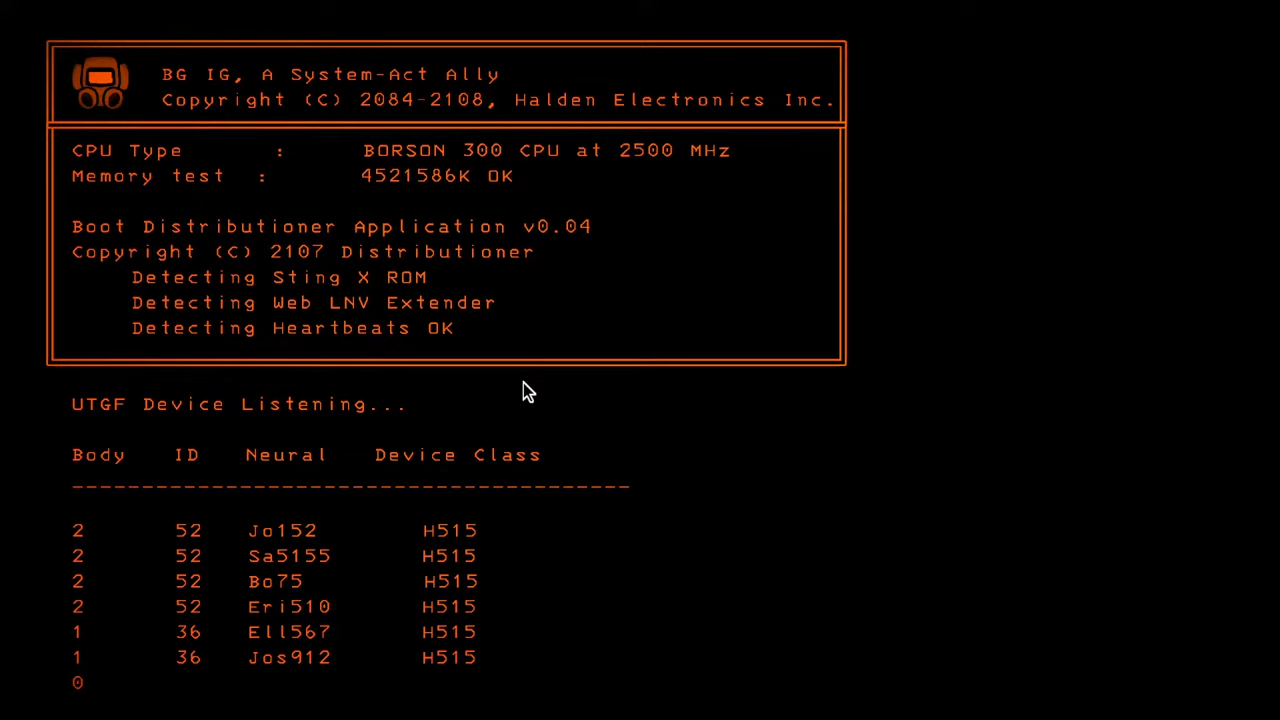 BG IG, A System-Act Ally
Copyright (C) 2084-2108, Halden Electronics Inc.
CPU Type : BORSON 300 CPU at 2500 MHz
Memory test : 4521586K OK
Boot Distributioner Application v0.04
Copyright (C) 2107 Distributioner
Detecting Sting X ROM
Detecting Web LNV Extender
Detecting Heartbeats OK
UTGF Device Listening...
Body ID Neural Device Class
-----------------------------------------
2 52 Jo152 H515
2 52 Sa5155 H515
2 52 Bo75 H515
2 52 Eri510 H515
1 36 Ell567 H515
1 36 Jos912 H515
0